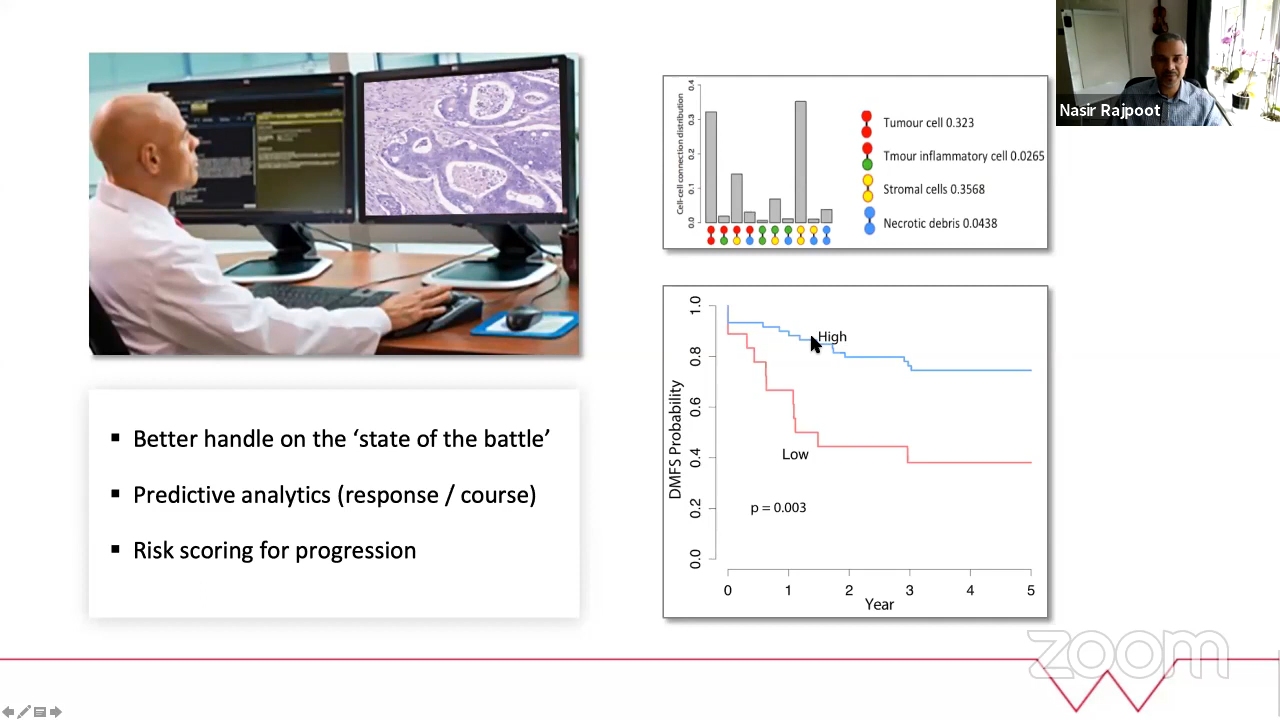 Nasir Rajpoot
Cell-cell connection distribution
0.4
0.3
0.2
0.1
0.0
Tumour cell 0.323
Tmour inflammatory cell 0.0265
Stromal cells 0.3568
Necrotic debris 0.0438
▪ Better handle on the ‘state of the battle’
▪ Predictive analytics (response / course)
▪ Risk scoring for progression
DMFS Probability
1.0
0.8
0.6
0.4
0.2
0.0
High
Low
p = 0.003
0 1 2 3 4 5
Year
zoom